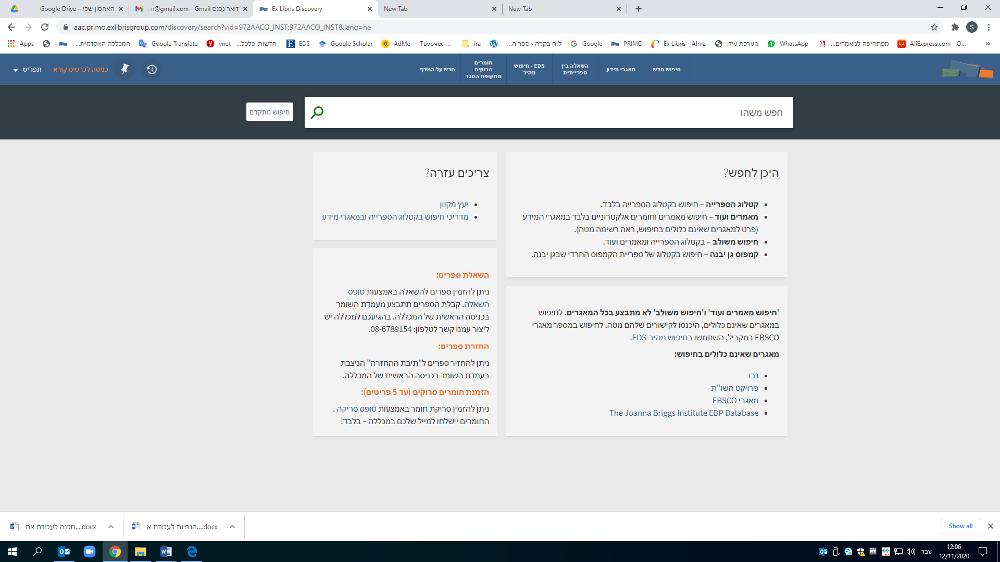 Google Drive – האחסון שלי
on@gmail.com - Gmail דואר נכנס
Ex Libris Discovery
New Tab
New Tab
aac.primo.exlibrisgroup.com/discovery/search?vid=972AACO_INST:972AACO_INST&lang=he
S
Apps
המכללה האקדמית...
Google Translate
ynet - חדשות, כלכל...
EDS
Google Scholar
AdMe — Творчест...
ira
לוח בקרה ‹ ספריה...
Google
PRIMO
Ex Libris - Alma
מערכת עידן
WhatsApp
מפתחיפה למאמרים...
AliExpress.com - O...
»
חיפוש חדש
מאגרי מידע
השאלה בין ספרייתית
EDS - חיפוש מהיר
חומרים סרוקים מתקופת הסגר
חדש על המדף
כניסה לכרטיס קורא
תפריט
חפש משהו
חיפוש מתקדם
היכן לחפש?
קטלוג הספרייה – חיפוש בקטלוג הספרייה בלבד.
מאמרים ועוד – חיפוש מאמרים וחומרים אלקטרוניים בלבד במאגרי המידע
(פרט למאגרים שאינם כלולים בחיפוש, ראה רשימה מטה).
חיפוש משולב – בקטלוג הספרייה ומאמרים ועוד.
קמפוס גן יבנה – חיפוש בקטלוג של ספריית הקמפוס החרדי שבגן יבנה.
צריכים עזרה?
יעץ מקוון
מדריכי חיפוש בקטלוג הספרייה ובמאגרי מידע
'חיפוש מאמרים ועוד' ו'חיפוש משולב' לא מתבצע בכל המאגרים. לחיפוש
במאגרים שאינם כלולים, היכנסו לקישורים שלהם מטה. לחיפוש במספר מאגרי
EBSCO במקביל, השתמשו בחיפוש מהיר-EDS.
מאגרים שאינם כלולים בחיפוש:
נבו
פרויקט השו"ת
מאגרי EBSCO
The Joanna Briggs Institute EBP Database
השאלת ספרים:
ניתן להזמין ספרים להשאלה באמצעות טופס
השאלה. קבלת הספרים תתבצע מעמדת השומר
בכניסה הראשית של המכללה. בהגיעכם למכללה יש
ליצור עמנו קשר לטלפון: 08-6789154.
החזרת ספרים:
ניתן להחזיר ספרים ל"תיבת ההחזרה" הניצבת
בעמדת השומר בכניסה הראשית של המכללה.
הזמנת חומרים סרוקים (עד 5 פריטים):
ניתן להזמין סריקת חומר באמצעות טופס סריקה .
החומרים יישלחו למייל שלכם במכללה – בלבד!
מבנה לעבודת אמ....docx
הנחיות לעבודת א....docx
Show all
עבר
12:06
12/11/2020